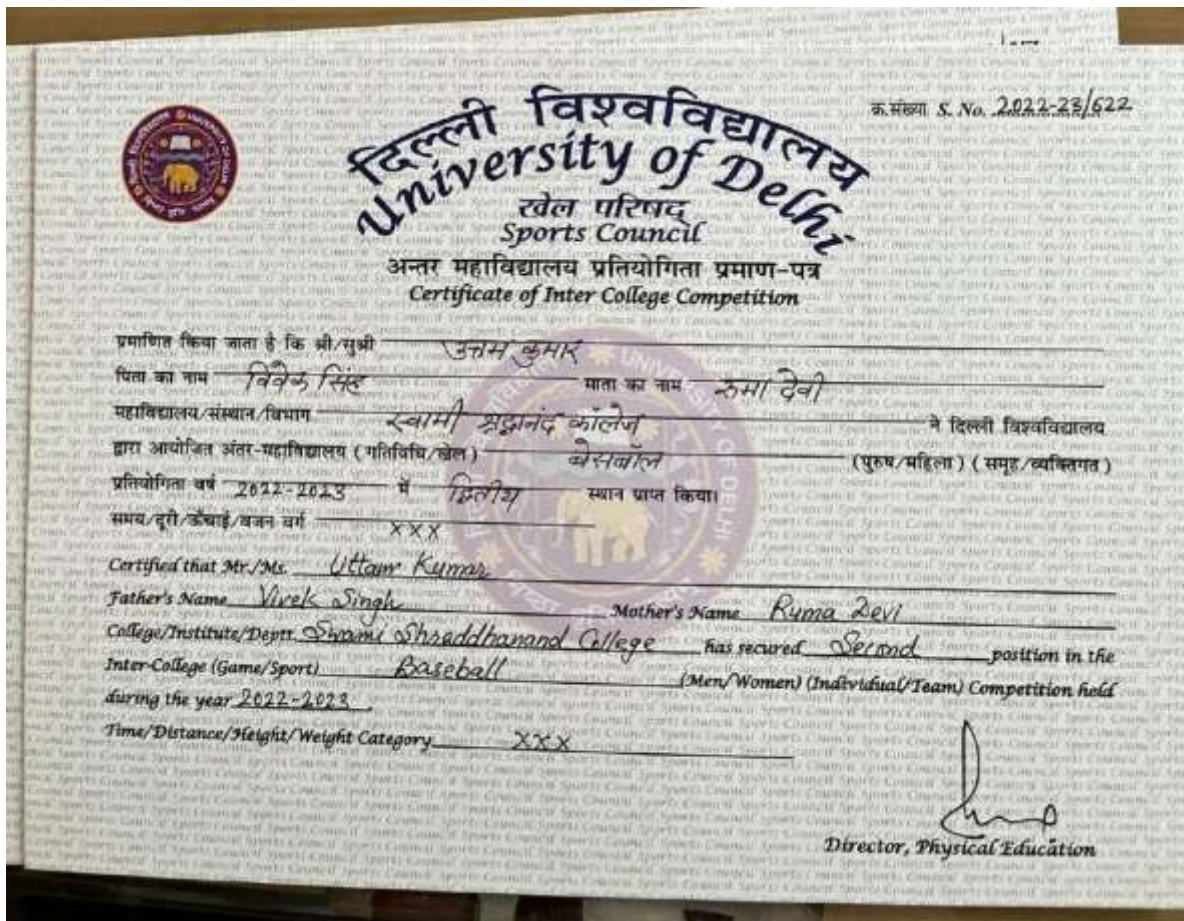 क्र.संख्या S. No. 2022-23/622
दिल्ली विश्वविद्यालय
University of Delhi
खेल परिषद्
Sports Council
अन्तर महाविद्यालय प्रतियोगिता प्रमाण-पत्र
Certificate of Inter College Competition
प्रमाणित किया जाता है कि श्री/सुश्री उत्तम कुमार
पिता का नाम विवेक सिंह माता का नाम रुमा देवी
महाविद्यालय/संस्थान/विभाग स्वामी श्रद्धानंद कॉलेज ने दिल्ली विश्वविद्यालय
द्वारा आयोजित अंतर-महाविद्यालय (गतिविधि/खेल) बेसबॉल (पुरुष/महिला) (समूह/व्यक्तिगत)
प्रतियोगिता वर्ष 2022-2023 में द्वितीय स्थान प्राप्त किया।
समय/दूरी/ऊँचाई/वजन वर्ग xxx
Certified that Mr./Ms. Uttam Kumar
Father's Name Vivek Singh Mother's Name Ruma Devi
College/Institute/Deptt. Swami Shraddhanand College has secured Second position in the
Inter-College (Game/Sport) Baseball (Men/Women) (Individual/Team) Competition held
during the year 2022-2023
Time/Distance/Height/Weight Category xxx
Director, Physical Education